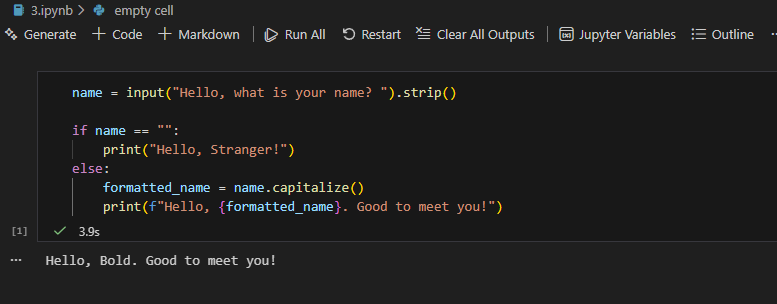 3.ipynb > empty cell
Generate + Code + Markdown | Run All Restart Clear All Outputs | Jupyter Variables Outline ...
name = input("Hello, what is your name? ").strip()
if name == "":
    print("Hello, Stranger!")
else:
    formatted_name = name.capitalize()
    print(f"Hello, {formatted_name}. Good to meet you!")
[1] ✓ 3.9s
... Hello, Bold. Good to meet you!